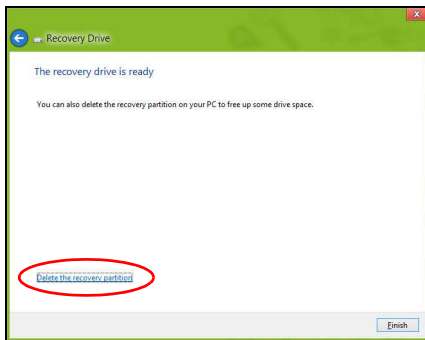 Recovery Drive
The recovery drive is ready
You can also delete the recovery partition on your PC to free up some drive space.
Delete the recovery partition
Finish